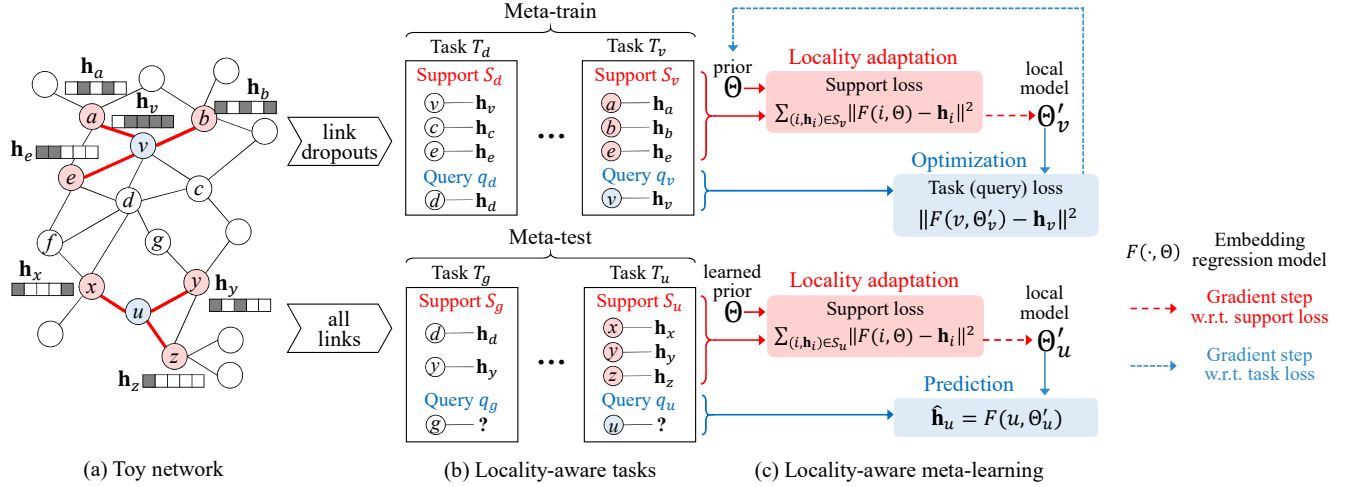 h_a
h_v
h_b
a
b
v
h_e
e
d
c
f
g
h_x
h_y
x
y
u
z
h_z
(a) Toy network
link
dropouts
all
links
Meta-train
Task T_d
Support S_d
v h_v
c h_c
e h_e
Query q_d
d h_d
...
Task T_v
Support S_v
a h_a
b h_b
e h_e
Query q_v
v h_v
Meta-test
Task T_g
Support S_g
d h_d
y h_y
Query q_g
g ?
...
Task T_u
Support S_u
x h_x
y h_y
z h_z
Query q_u
u ?
(b) Locality-aware tasks
prior
Θ
Locality adaptation
Support loss
∑_{(i,h_i)∈S_v} ‖F(i, Θ) − h_i‖²
local
model
Θ′_v
Optimization
Task (query) loss
‖F(v, Θ′_v) − h_v‖²
learned
prior
Θ
Locality adaptation
Support loss
∑_{(i,h_i)∈S_u} ‖F(i, Θ) − h_i‖²
local
model
Θ′_u
Prediction
ĥ_u = F(u, Θ′_u)
(c) Locality-aware meta-learning
F(·, Θ) Embedding
regression model
Gradient step
w.r.t. support loss
Gradient step
w.r.t. task loss